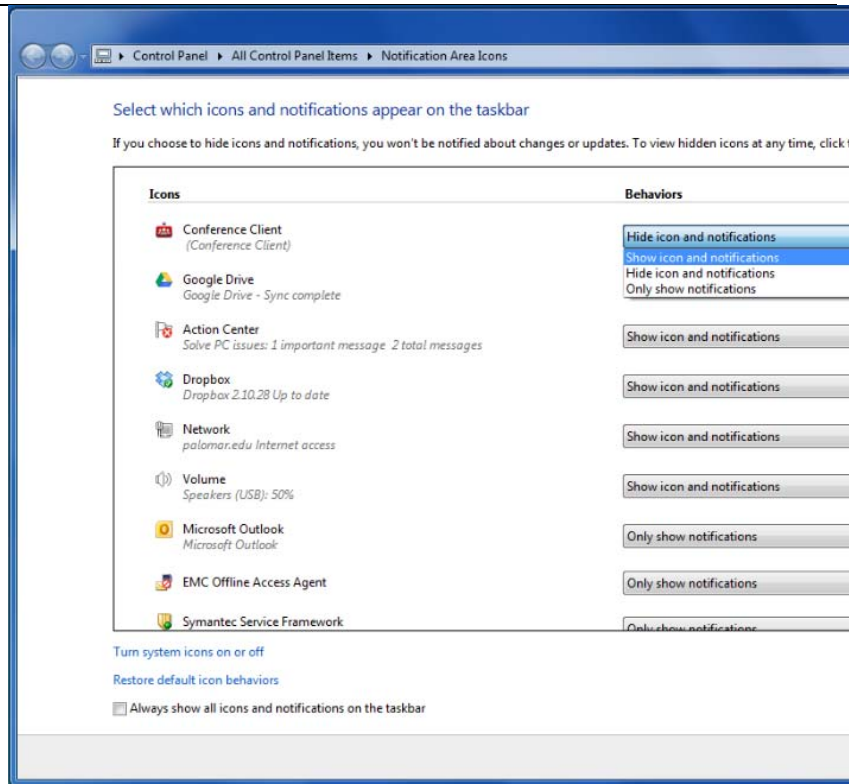 Control Panel ▸ All Control Panel Items ▸ Notification Area Icons
Select which icons and notifications appear on the taskbar
If you choose to hide icons and notifications, you won't be notified about changes or updates. To view hidden icons at any time, click
Icons Behaviors
Conference Client
(Conference Client)
Hide icon and notifications
Show icon and notifications
Hide icon and notifications
Only show notifications
Google Drive
Google Drive - Sync complete
Action Center
Solve PC issues: 1 important message 2 total messages
Show icon and notifications
Dropbox
Dropbox 2.10.28 Up to date
Show icon and notifications
Network
palomar.edu Internet access
Show icon and notifications
Volume
Speakers (USB): 50%
Show icon and notifications
Microsoft Outlook
Microsoft Outlook
Only show notifications
EMC Offline Access Agent
Only show notifications
Symantec Service Framework
Only show notifications
Turn system icons on or off
Restore default icon behaviors
Always show all icons and notifications on the taskbar